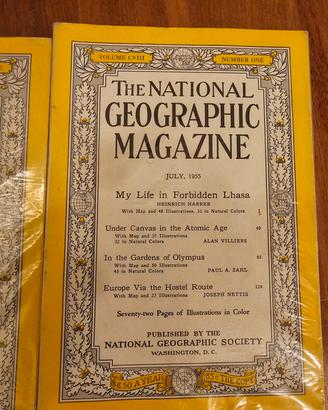 VOLUME CVIII NUMBER ONE
THE NATIONAL
GEOGRAPHIC
MAGAZINE
JULY, 1955
My Life in Forbidden Lhasa
HEINRICH HARRER
With Map and 48 Illustrations, 32 in Natural Colors
Under Canvas in the Atomic Age 49
With Map and 37 Illustrations
32 in Natural Colors ALAN VILLIERS
In the Gardens of Olympus 85
With Map and 50 Illustrations
45 in Natural Colors PAUL A. ZAHL
Europe Via the Hostel Route 124
With Map and 27 Illustrations JOSEPH NETTIS
Seventy-two Pages of Illustrations in Color
PUBLISHED BY THE
NATIONAL GEOGRAPHIC SOCIETY
WASHINGTON, D. C.
$6.50 A YEAR 65¢ THE COPY